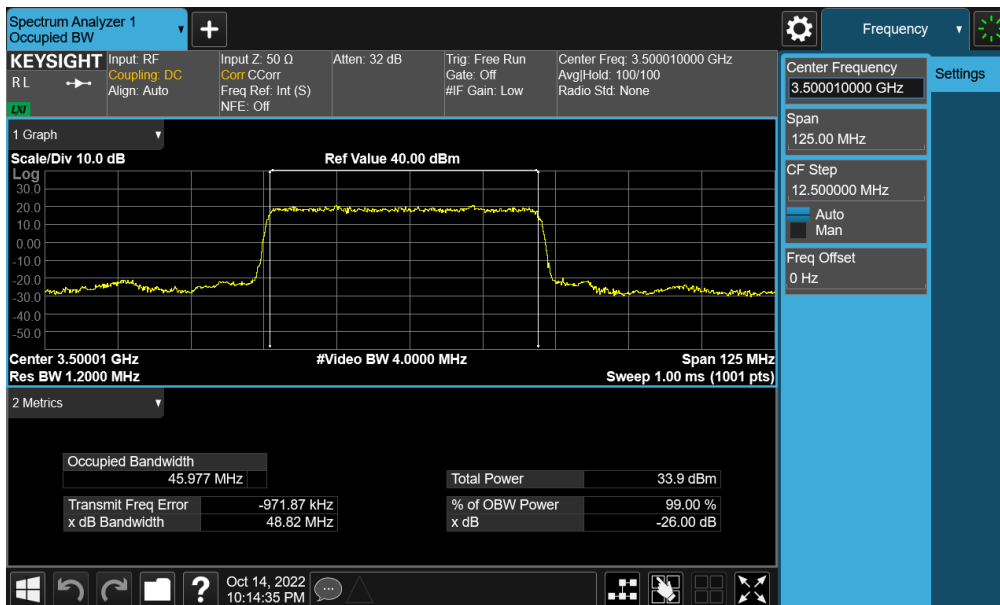 Spectrum Analyzer 1
Occupied BW
Frequency
KEYSIGHT
Input: RF
Coupling: DC
Align: Auto
Input Z: 50 Ω
Corr CCorr
Freq Ref: Int (S)
NFE: Off
Atten: 32 dB
Trig: Free Run
Gate: Off
#IF Gain: Low
Center Freq: 3.500010000 GHz
Avg|Hold: 100/100
Radio Std: None
R L
LXI
Center Frequency
3.500010000 GHz
Settings
Span
125.00 MHz
CF Step
12.500000 MHz
Auto
Man
Freq Offset
0 Hz
1 Graph
Scale/Div 10.0 dB
Ref Value 40.00 dBm
Log
30.0
20.0
10.0
0.00
-10.0
-20.0
-30.0
-40.0
-50.0
Center 3.50001 GHz
#Video BW 4.0000 MHz
Span 125 MHz
Res BW 1.2000 MHz
Sweep 1.00 ms (1001 pts)
2 Metrics
Occupied Bandwidth
45.977 MHz
Total Power
33.9 dBm
Transmit Freq Error
-971.87 kHz
% of OBW Power
99.00 %
x dB Bandwidth
48.82 MHz
x dB
-26.00 dB
Oct 14, 2022
10:14:35 PM